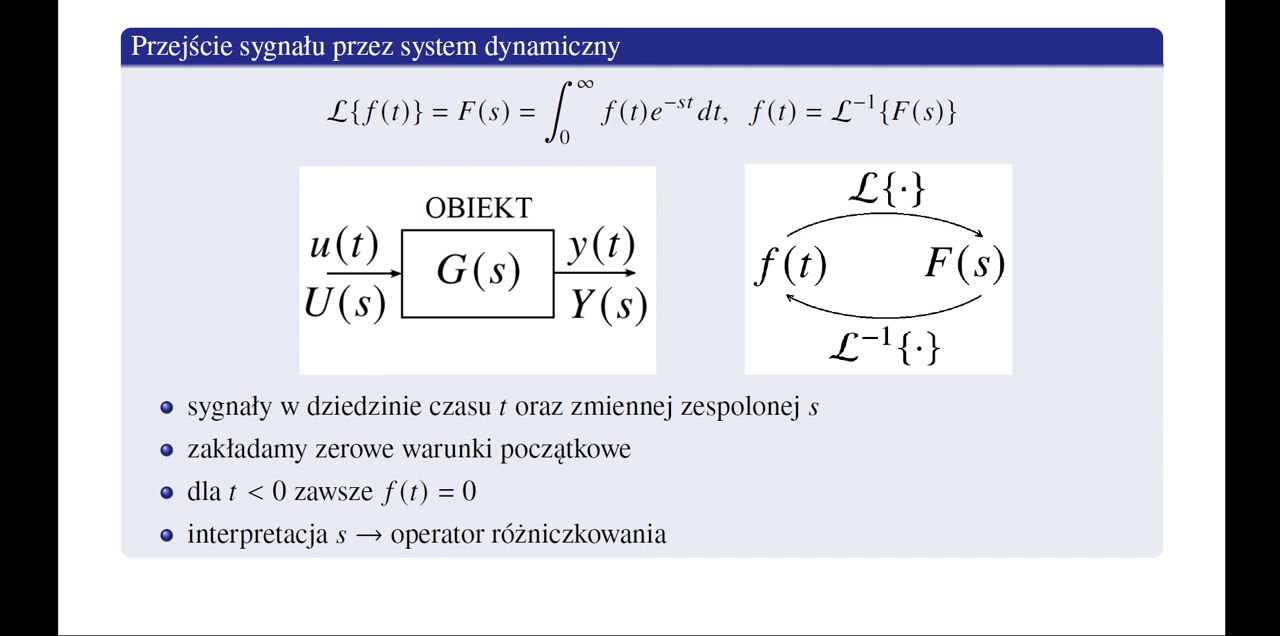 Przejście sygnału przez system dynamiczny
ℒ{f(t)} = F(s) = ∫₀^∞ f(t)e^{−st} dt, f(t) = ℒ^{−1}{F(s)}
OBIEKT
u(t)
G(s)
y(t)
U(s)
Y(s)
ℒ{·}
f(t)
F(s)
ℒ^{−1}{·}
sygnały w dziedzinie czasu t oraz zmiennej zespolonej s
zakładamy zerowe warunki początkowe
dla t < 0 zawsze f(t) = 0
interpretacja s → operator różniczkowania